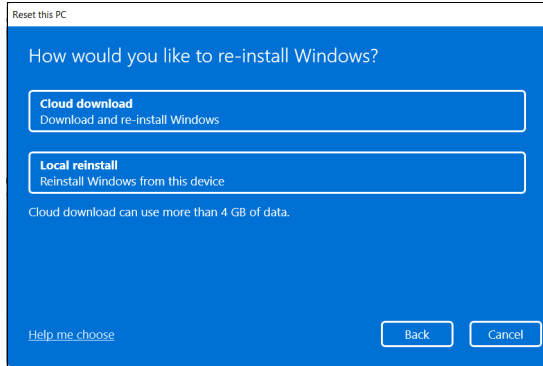 Reset this PC
How would you like to re-install Windows?
Cloud download
Download and re-install Windows
Local reinstall
Reinstall Windows from this device
Cloud download can use more than 4 GB of data.
Help me choose
Back
Cancel